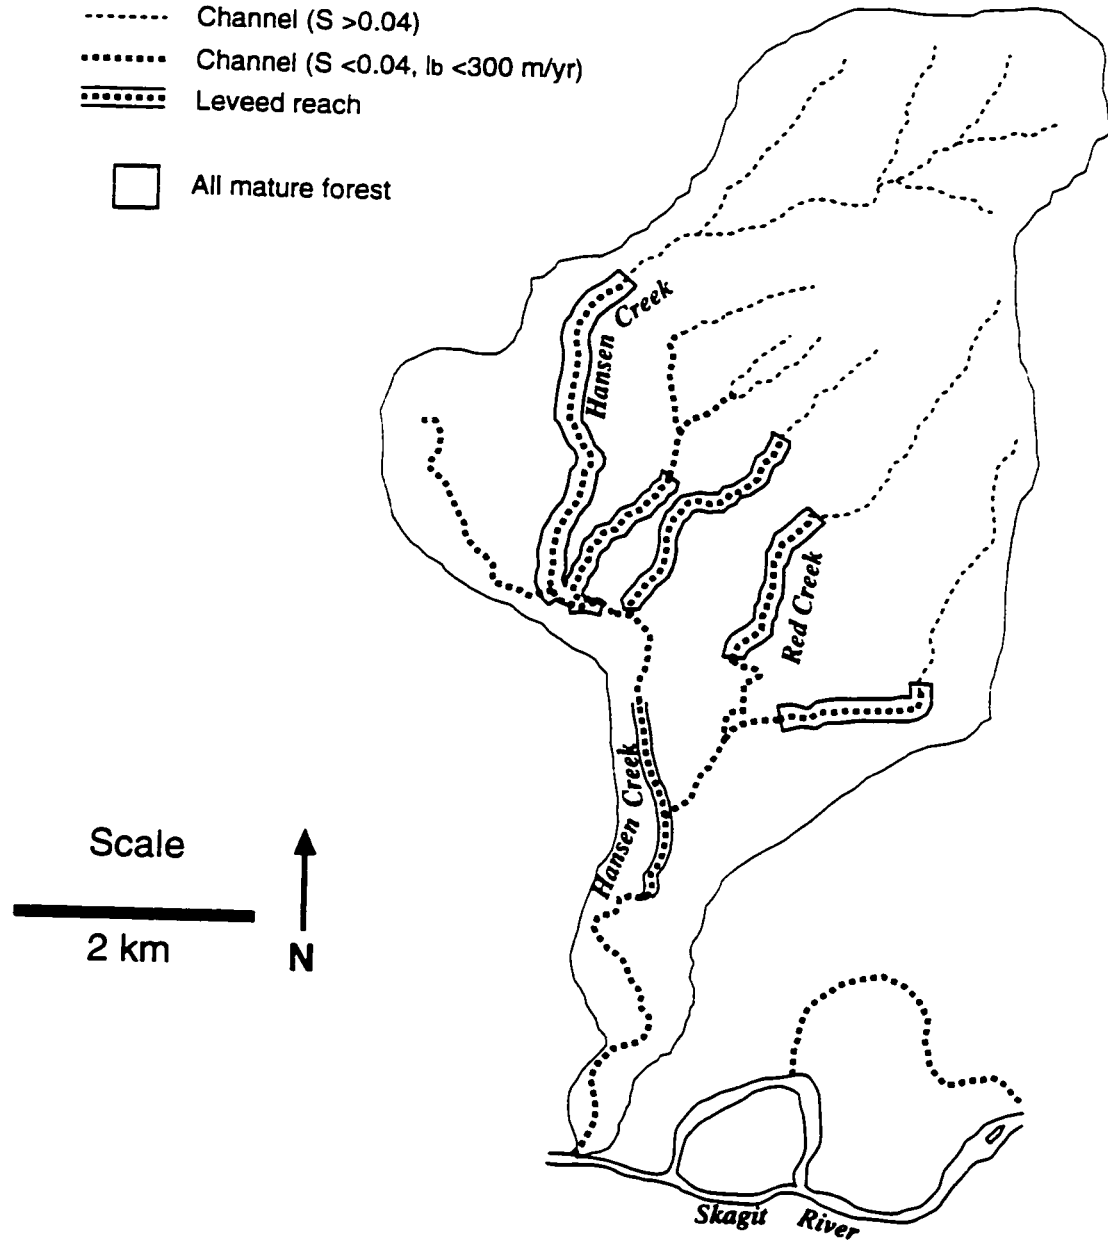 Channel (S >0.04)
Channel (S <0.04, lb <300 m/yr)
Leveed reach
All mature forest
Hansen Creek
Red Creek
Hansen Creek
Scale
2 km
N
Skagit River